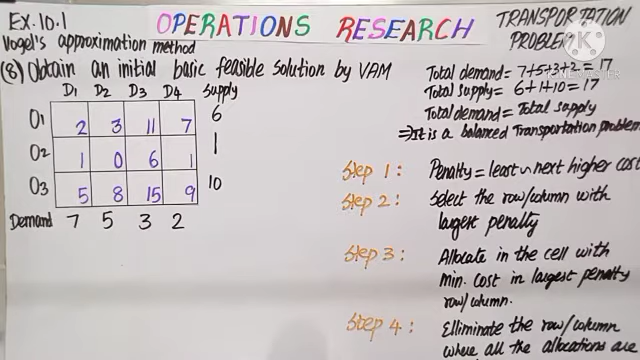 EX.10.1
OPERATIONS RESEARCH
TRANSPORTATION PROBLEM
Vogel's approximation method
(8) Obtain an initial basic feasible solution by VAM
D1 D2 D3 D4 Supply
O1 2 3 11 7 6
O2 1 0 6 1 1
O3 5 8 15 9 10
Demand 7 5 3 2
Total demand = 7+5+3+2 = 17
Total supply = 6+1+10 = 17
Total demand = Total supply
⇒ It is a balanced Transportation problem
Step 1: Penalty = least ~ next higher cost
Step 2: Select the row/column with
largest penalty
Step 3: Allocate in the cell with
min. cost in largest penalty
row/column.
Step 4: Elliminate the row/column
where all the allocations are